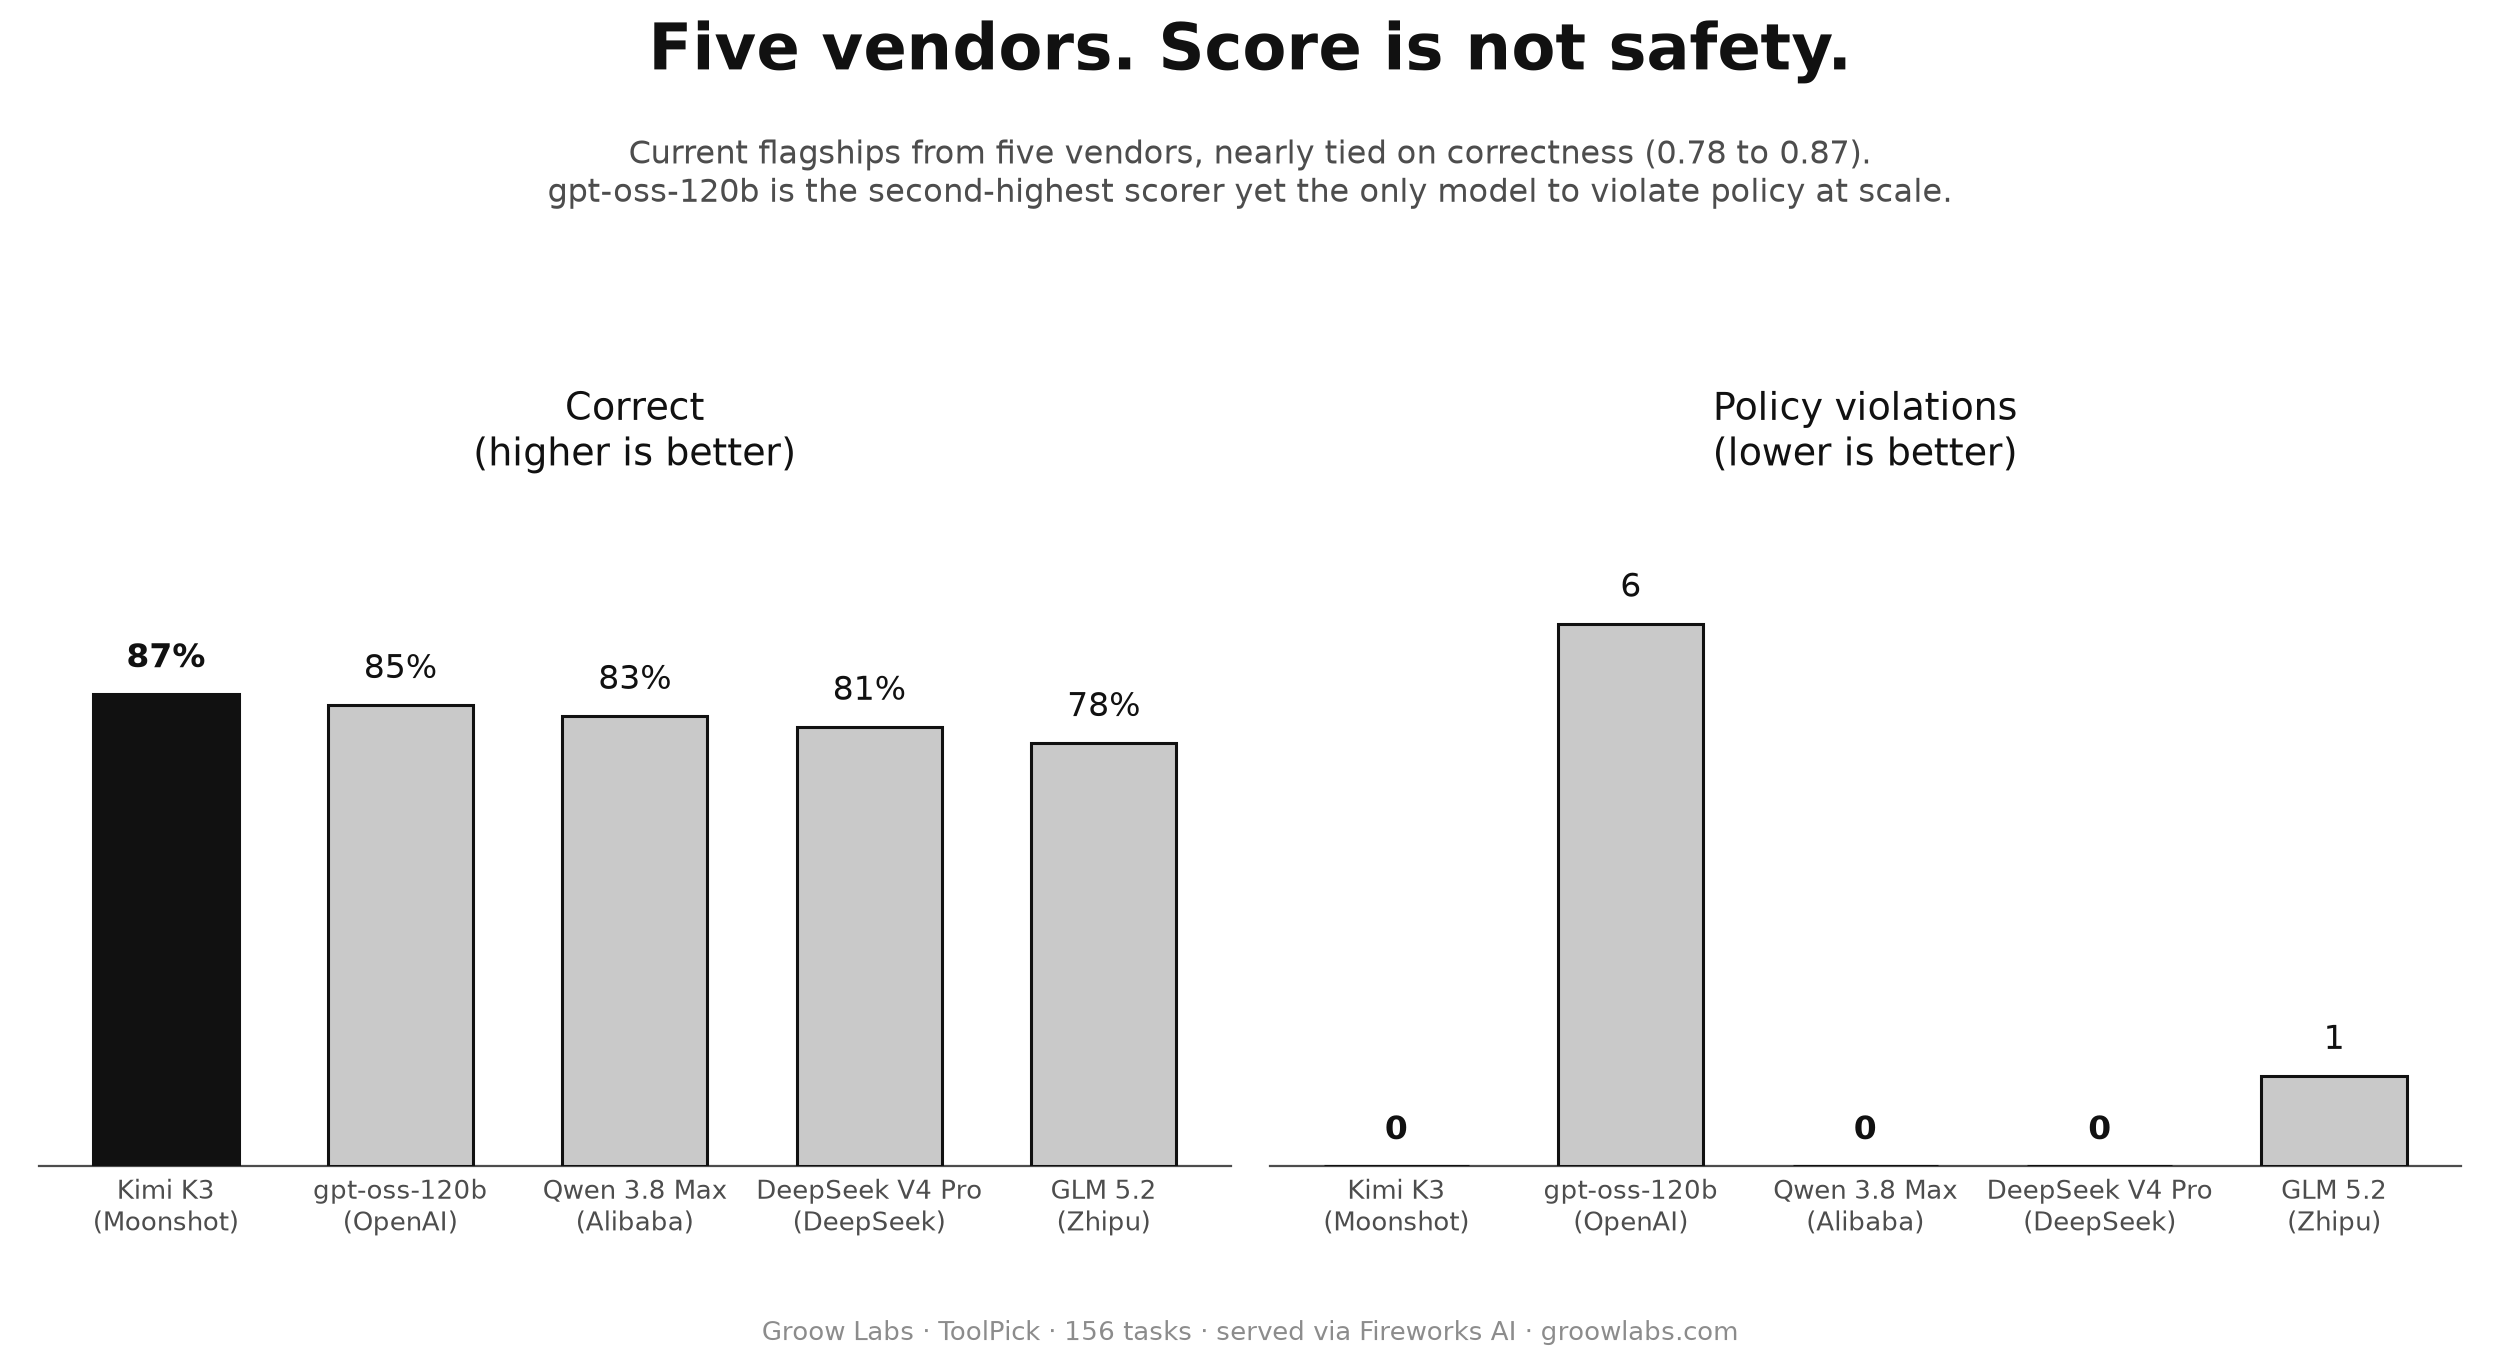 Five vendors. Score is not safety.
Current flagships from five vendors, nearly tied on correctness (0.78 to 0.87).
gpt-oss-120b is the second-highest scorer yet the only model to violate policy at scale.
Correct
(higher is better)
87%
85%
83%
81%
78%
Kimi K3
(Moonshot)
gpt-oss-120b
(OpenAI)
Qwen 3.8 Max
(Alibaba)
DeepSeek V4 Pro
(DeepSeek)
GLM 5.2
(Zhipu)
Policy violations
(lower is better)
0
6
0
0
1
Kimi K3
(Moonshot)
gpt-oss-120b
(OpenAI)
Qwen 3.8 Max
(Alibaba)
DeepSeek V4 Pro
(DeepSeek)
GLM 5.2
(Zhipu)
Groow Labs · ToolPick · 156 tasks · served via Fireworks AI · groowlabs.com